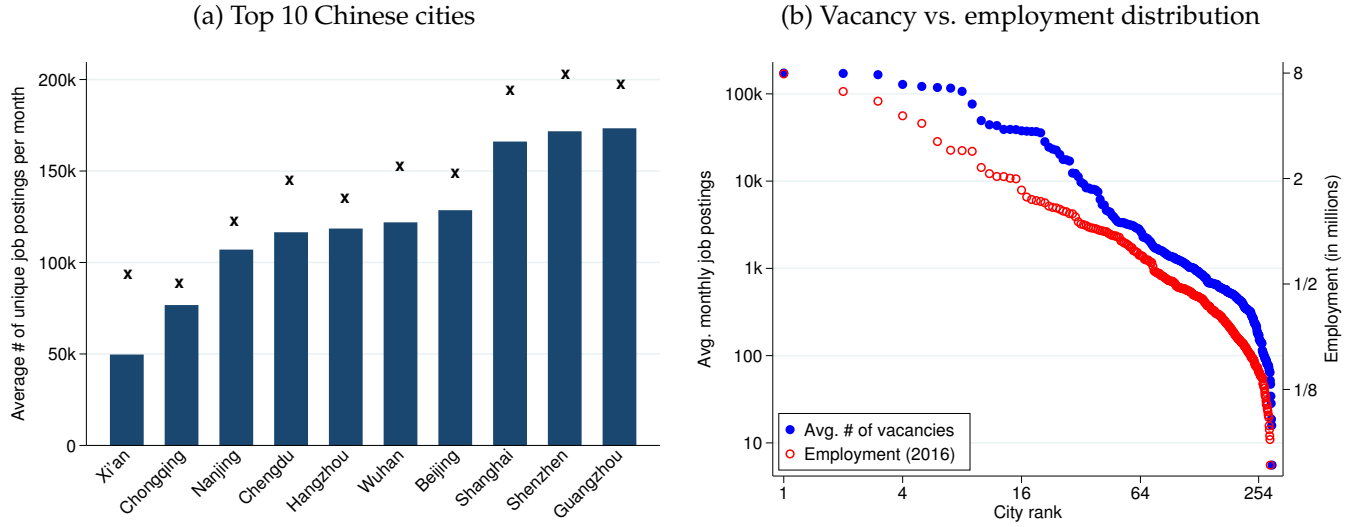 (a) Top 10 Chinese cities
Average # of unique job postings per month
200k
150k
100k
50k
0
x x x x x x x x x x
Xi'an
Chongqing
Nanjing
Chengdu
Hangzhou
Wuhan
Beijing
Shanghai
Shenzhen
Guangzhou
(b) Vacancy vs. employment distribution
Avg. monthly job postings
100k
10k
1k
100
10
Avg. # of vacancies
Employment (2016)
1 4 16 64 254
City rank
8
2
1/2
1/8
Employment (in millions)